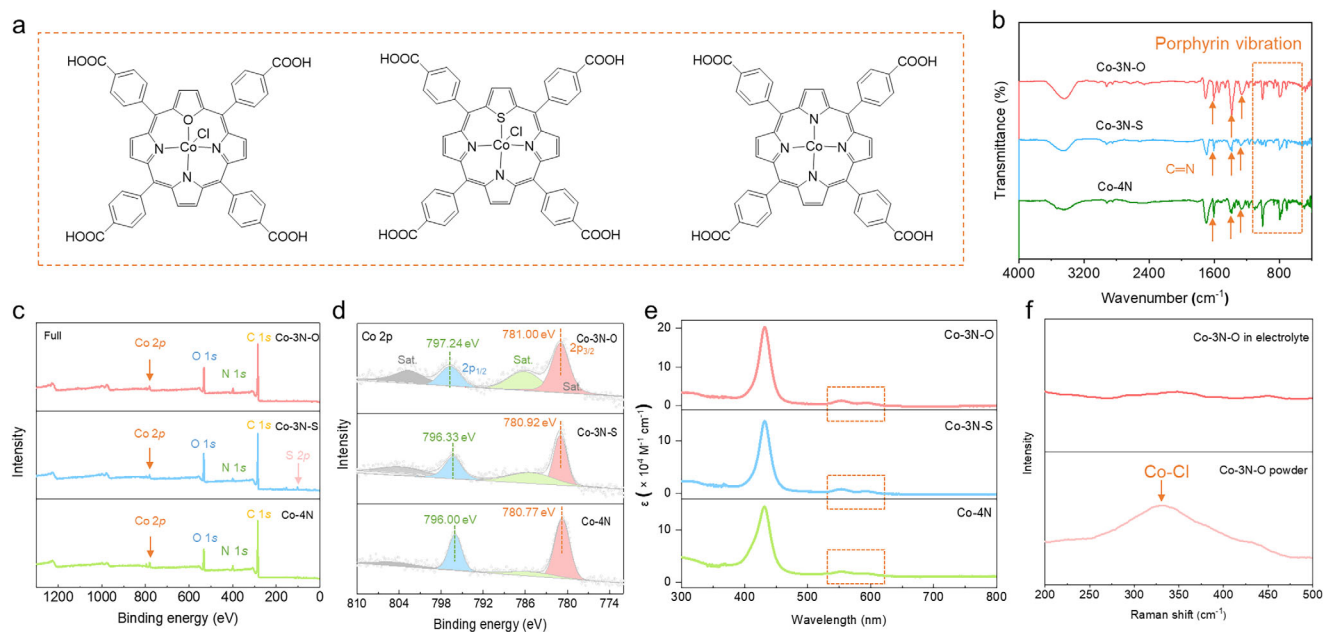 a
HOOC COOH HOOC COOH HOOC COOH
O Cl S Cl N
N Co N N Co N N Co N
N N N
HOOC COOH HOOC COOH HOOC COOH
b
Porphyrin vibration
Co-3N-O
Co-3N-S
C=N
Co-4N
Transmittance (%)
4000 3200 2400 1600 800
Wavenumber (cm⁻¹)
c
Full
Co-3N-O
C 1s
Co 2p
O 1s
N 1s
Co-3N-S
C 1s
Co 2p
O 1s
N 1s
S 2p
Co-4N
C 1s
Co 2p
O 1s
N 1s
Intensity
1200 1000 800 600 400 200 0
Binding energy (eV)
d
Co 2p
781.00 eV
Co-3N-O
797.24 eV
2p3/2
Sat.
2p1/2
Sat.
Sat.
780.92 eV
Co-3N-S
796.33 eV
780.77 eV
Co-4N
796.00 eV
Intensity
810 804 798 792 786 780 774
Binding energy (eV)
e
Co-3N-O
20
10
0
Co-3N-S
10
0
Co-4N
10
0
ε ( × 10⁴ M⁻¹ cm⁻¹)
300 400 500 600 700 800
Wavelength (nm)
f
Co-3N-O in electrolyte
Co-3N-O powder
Co-Cl
Intensity
200 250 300 350 400 450 500
Raman shift (cm⁻¹)